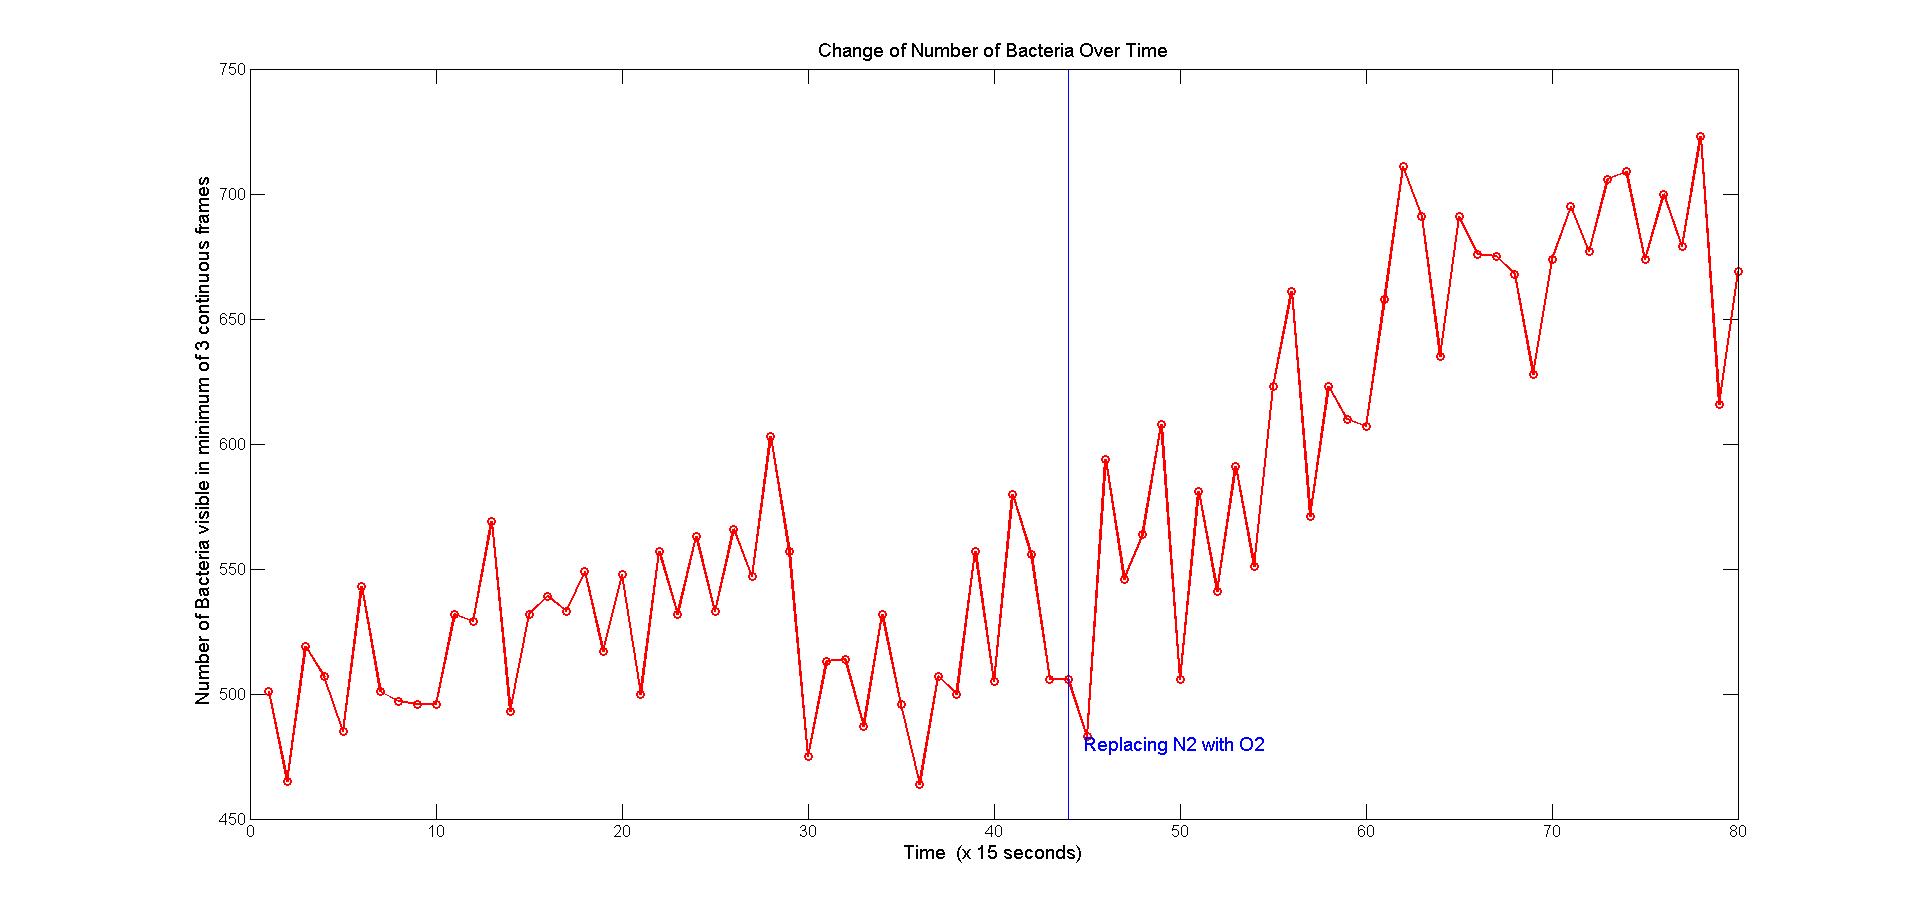 Change of Number of Bacteria Over Time
750
700
650
600
550
500
450
Number of Bacteria visible in minimum of 3 continuous frames
Replacing N2 with O2
0 10 20 30 40 50 60 70 80
Time (x 15 seconds)